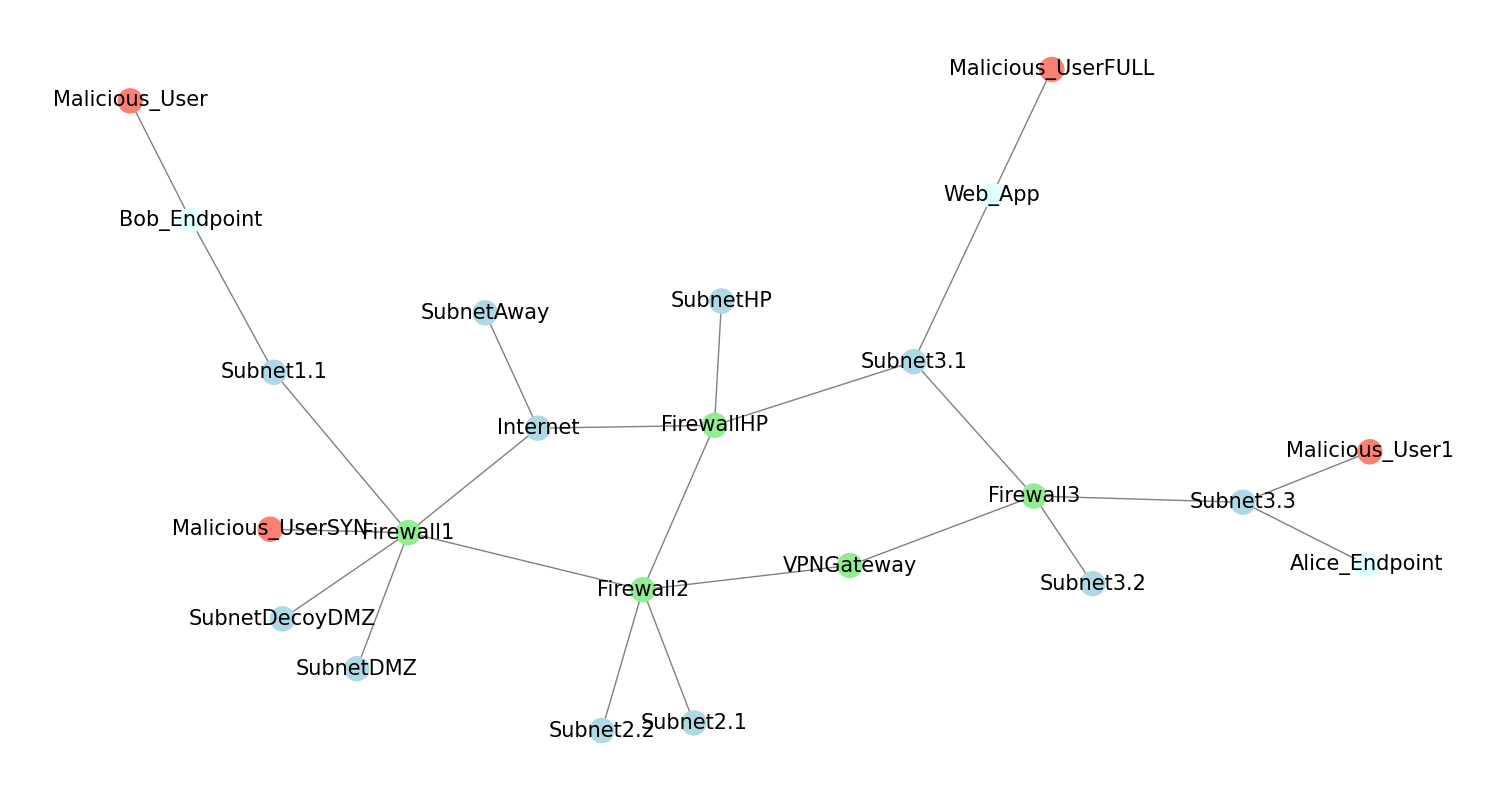 Malicious_UserFULL
Malicious_User
Web_App
Bob_Endpoint
SubnetHP
SubnetAway
Subnet3.1
Subnet1.1
FirewallHP
Internet
Malicious_User1
Firewall3
Subnet3.3
Malicious_UserSYN
Firewall1
Alice_Endpoint
VPNGateway
Subnet3.2
Firewall2
SubnetDecoyDMZ
SubnetDMZ
Subnet2.1
Subnet2.2